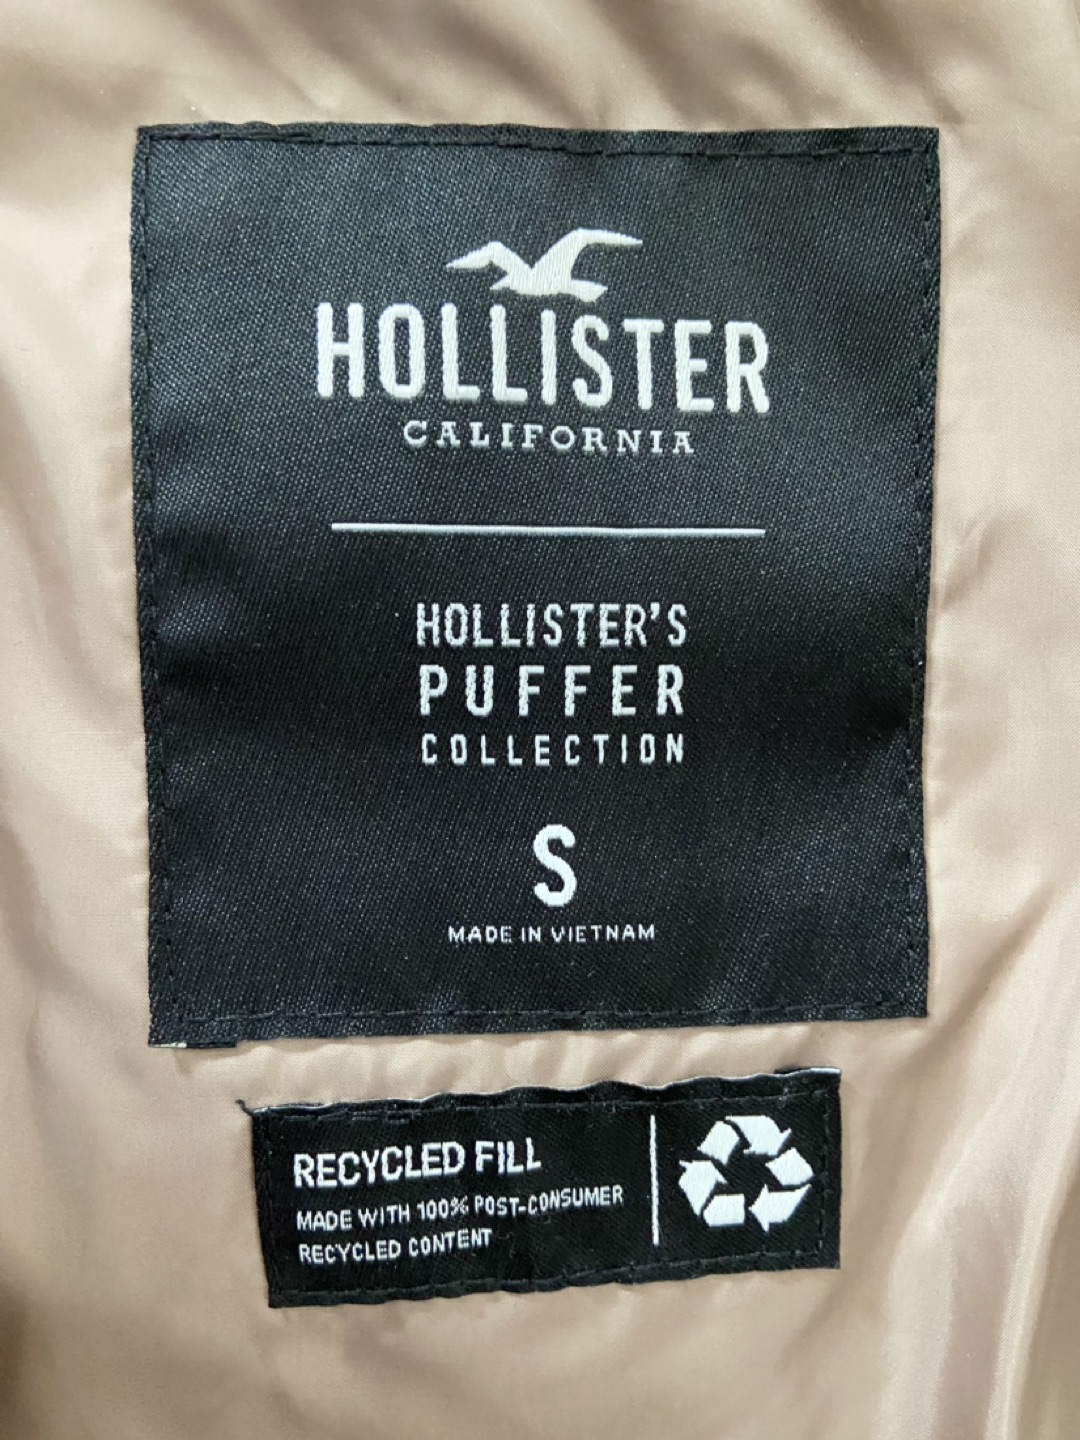 HOLLISTER
CALIFORNIA
HOLLISTER'S
PUFFER
COLLECTION
S
MADE IN VIETNAM
RECYCLED FILL
MADE WITH 100% POST-CONSUMER
RECYCLED CONTENT